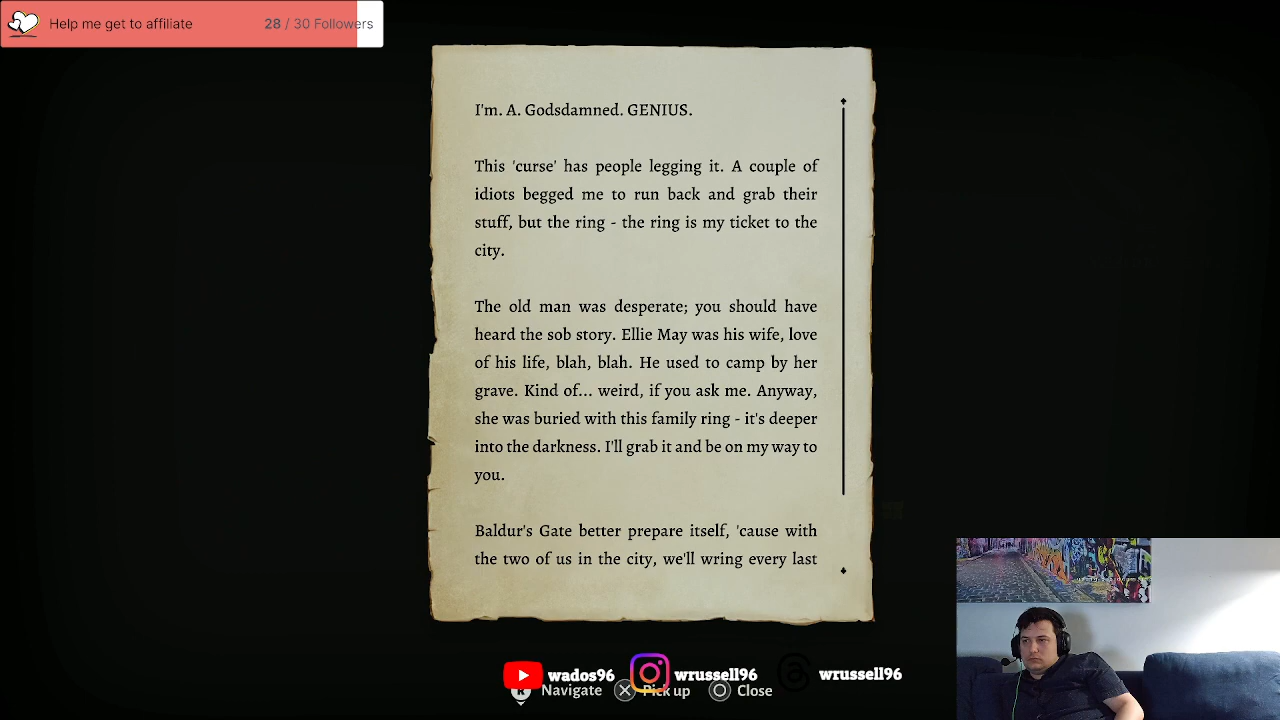 Help me get to affiliate 28 / 30 Followers
I'm. A. Godsdamned. GENIUS.
This 'curse' has people legging it. A couple of
idiots begged me to run back and grab their
stuff, but the ring - the ring is my ticket to the
city.
The old man was desperate; you should have
heard the sob story. Ellie May was his wife, love
of his life, blah, blah. He used to camp by her
grave. Kind of... weird, if you ask me. Anyway,
she was buried with this family ring - it's deeper
into the darkness. I'll grab it and be on my way to
you.
Baldur's Gate better prepare itself, 'cause with
the two of us in the city, we'll wring every last
wados96 wrussell96 wrussell96
R Navigate Pick up Close